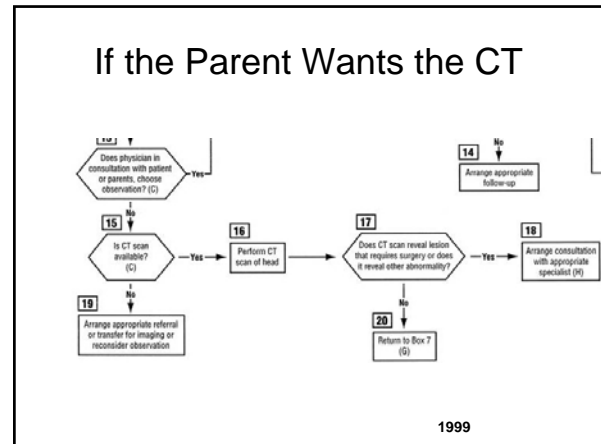 If the Parent Wants the CT
Does physician in
consultation with patient
or parents, choose
observation? (C)
Yes
No
No
14
Arrange appropriate
follow-up
15
Is CT scan
available?
(C)
Yes
16
Perform CT
scan of head
17
Does CT scan reveal lesion
that requires surgery or does
it reveal other abnormality?
Yes
18
Arrange consultation
with appropriate
specialist (H)
No
19
Arrange appropriate referral
or transfer for imaging or
reconsider observation
No
20
Return to Box 7
(G)
1999